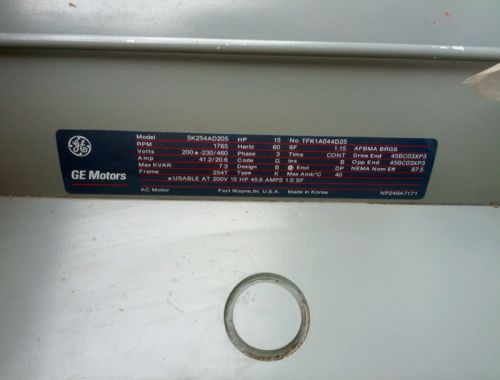 Model 5K254AD205 HP 15 No. TFK1A044D25
RPM 1765 Hertz 60 SF 1.15 AFBMA BRGS
Volts 200*-230/460 Phase 3 Time CONT Drive End 45BC03XP3
Amp 41.2/20.6 Code G Ins B Opp End 45BC03XP3
Max KVAR 7.3 Design B End DP NEMA Nom Eff 87.5
Frame 254T Type K Max Amb°C 40
*USABLE AT 200V 15 HP 45.6 AMPS 1.0 SF
GE
GE Motors
AC Motor Fort Wayne, IN U.S.A Made in Korea NP249A7171